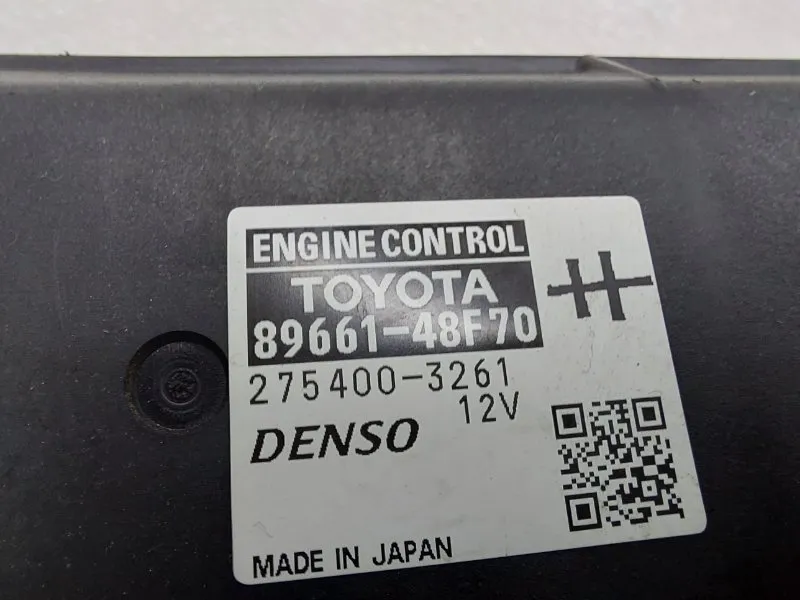 ENGINE CONTROL
TOYOTA
89661-48F70
275400-3261
12V
DENSO
MADE IN JAPAN